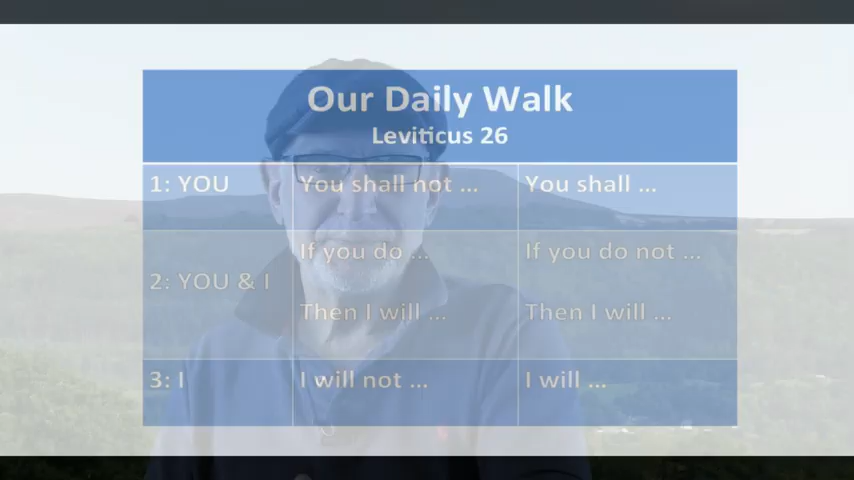 Our Daily Walk
Leviticus 26
1: YOU
You shall not ...
You shall ...
2: YOU & I
If you do ...
Then I will ...
If you do not ...
Then I will ...
3: I
I will not ...
I will ...